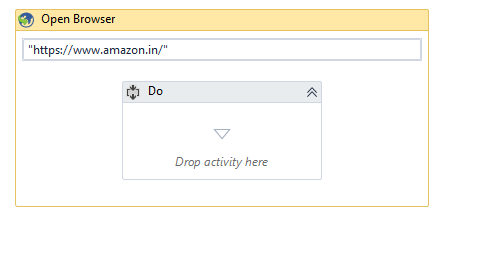 Open Browser
"https://www.amazon.in/"
Do
Drop activity here